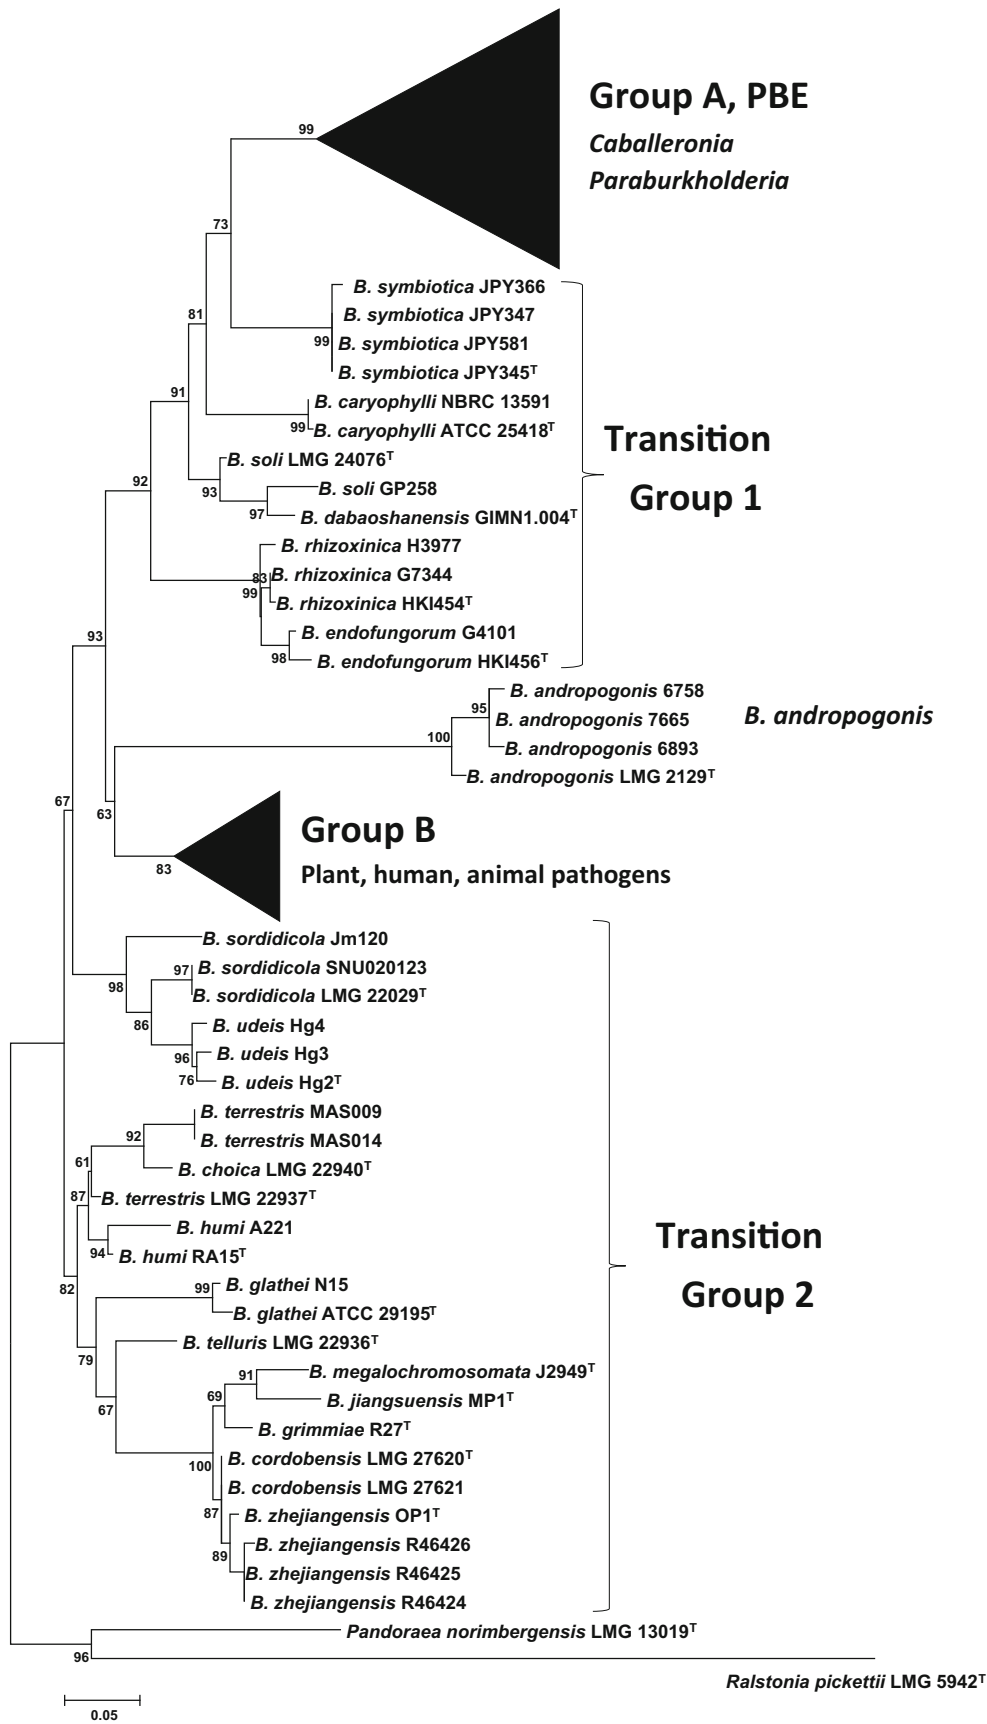 99
Group A, PBE
Caballeronia
Paraburkholderia
73
B. symbiotica JPY366
81
B. symbiotica JPY347
99
B. symbiotica JPY581
B. symbiotica JPY345ᵀ
91
B. caryophylli NBRC 13591
99
B. caryophylli ATCC 25418ᵀ
Transition
Group 1
B. soli LMG 24076ᵀ
92
93
B. soli GP258
97
B. dabaoshanensis GIMN1.004ᵀ
B. rhizoxinica H3977
83
B. rhizoxinica G7344
99
B. rhizoxinica HKI454ᵀ
B. endofungorum G4101
93
98
B. endofungorum HKI456ᵀ
B. andropogonis 6758
95
B. andropogonis 7665
B. andropogonis
100
B. andropogonis 6893
B. andropogonis LMG 2129ᵀ
67
63
Group B
83
Plant, human, animal pathogens
B. sordidicola Jm120
97
B. sordidicola SNU020123
98
B. sordidicola LMG 22029ᵀ
86
B. udeis Hg4
96
B. udeis Hg3
76
B. udeis Hg2ᵀ
B. terrestris MAS009
92
B. terrestris MAS014
61
B. choica LMG 22940ᵀ
87
B. terrestris LMG 22937ᵀ
B. humi A221
94
B. humi RA15ᵀ
Transition
Group 2
82
99
B. glathei N15
B. glathei ATCC 29195ᵀ
79
B. telluris LMG 22936ᵀ
91
B. megalochromosomata J2949ᵀ
69
B. jiangsuensis MP1ᵀ
67
B. grimmiae R27ᵀ
100
B. cordobensis LMG 27620ᵀ
B. cordobensis LMG 27621
87
B. zhejiangensis OP1ᵀ
89
B. zhejiangensis R46426
B. zhejiangensis R46425
B. zhejiangensis R46424
Pandoraea norimbergensis LMG 13019ᵀ
96
Ralstonia pickettii LMG 5942ᵀ
0.05